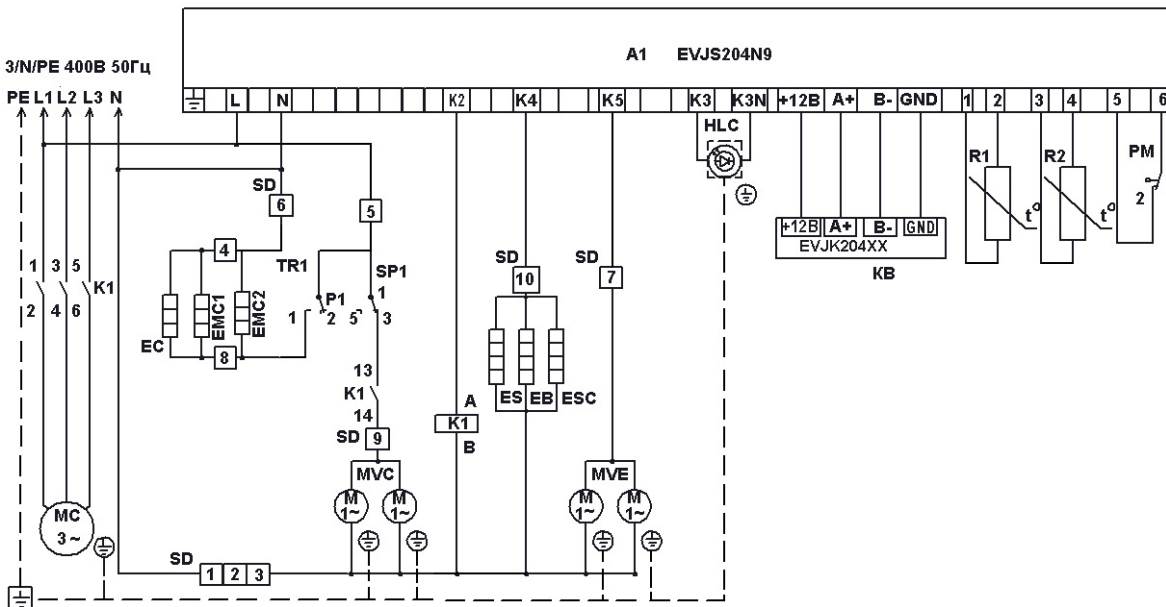 A1 EVJS204N9
3/N/PE 400В 50Гц
PE L1 L2 L3 N
L N K2 K4 K5 K3 K3N +12В A+ B- GND 1 2 3 4 5 6
HLC
R1 R2 PM
2
t° t°
SD
6 5
4
TR1 SP1
1 3 5
K1
2 4 6
EC EMC1 EMC2
8
P1
1 2
1
5 3
13
K1
14
SD 9
MVC
M 1~ M 1~
A
K1
B
SD
10
ES EB ESC
SD
7
MVE
M 1~ M 1~
+12В A+ B- GND
EVJK204XX
КВ
MC
3 ~
SD
1 2 3